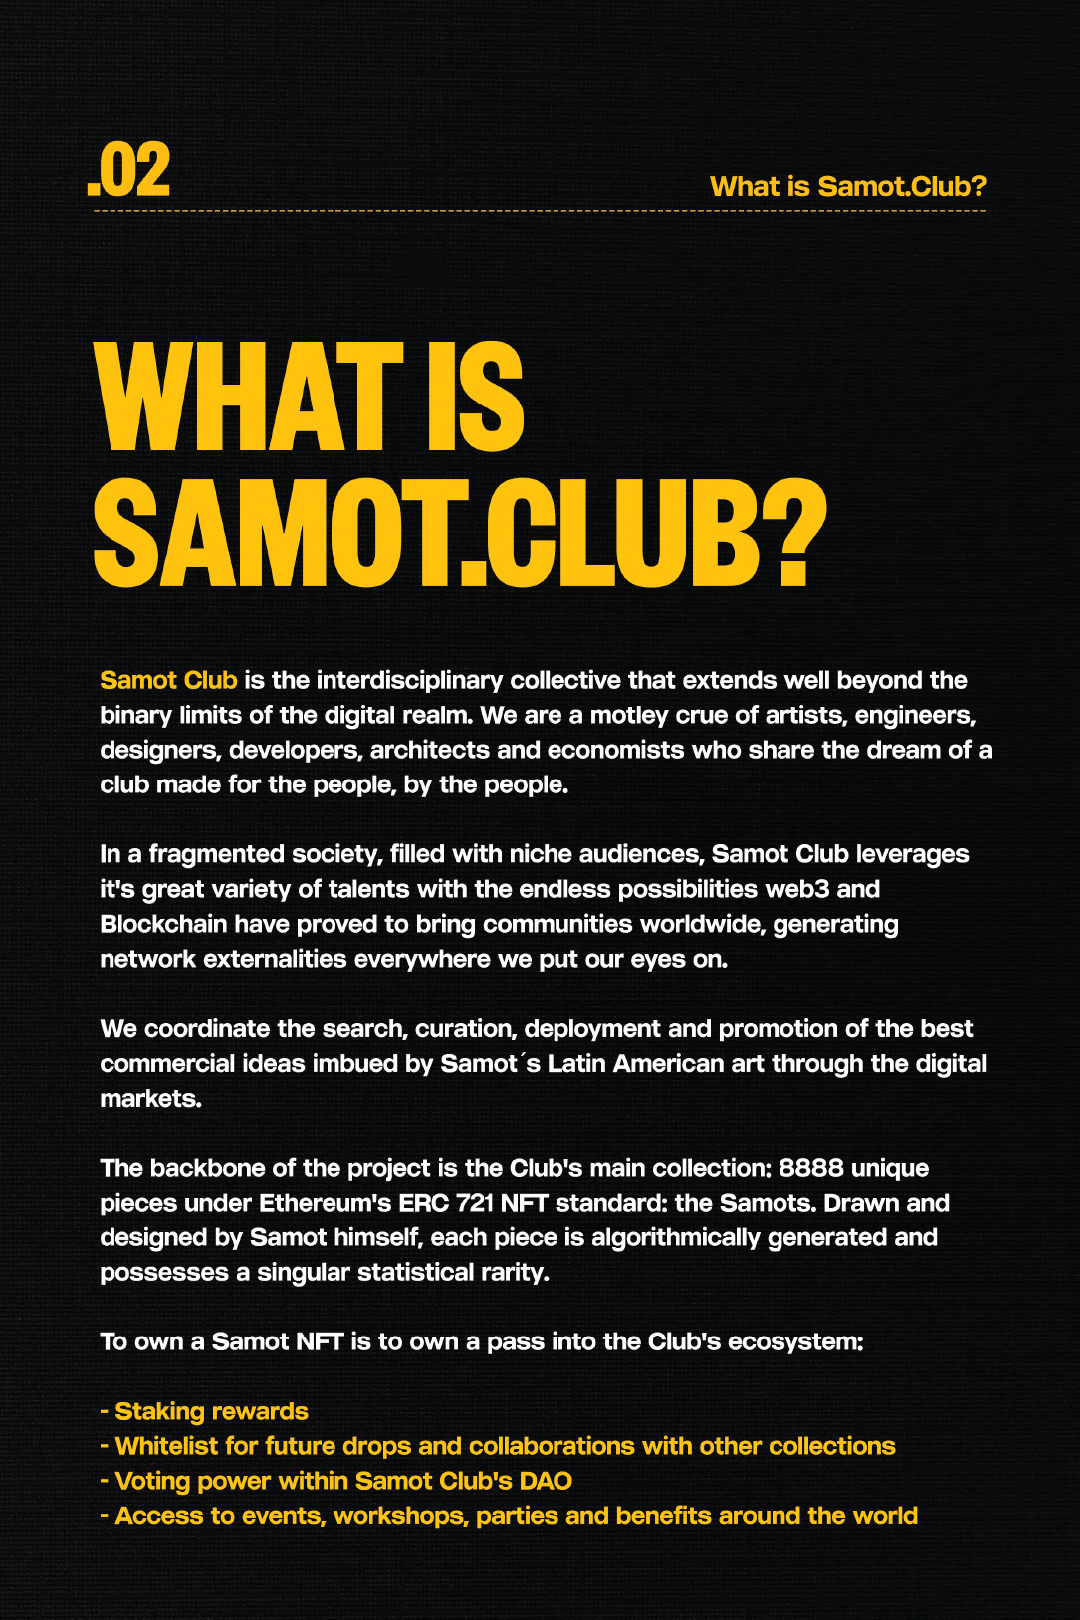 .02
What is Samot.Club?
WHAT IS
SAMOT.CLUB?
Samot Club is the interdisciplinary collective that extends well beyond the
binary limits of the digital realm. We are a motley crue of artists, engineers,
designers, developers, architects and economists who share the dream of a
club made for the people, by the people.
In a fragmented society, filled with niche audiences, Samot Club leverages
it's great variety of talents with the endless possibilities web3 and
Blockchain have proved to bring communities worldwide, generating
network externalities everywhere we put our eyes on.
We coordinate the search, curation, deployment and promotion of the best
commercial ideas imbued by Samot´s Latin American art through the digital
markets.
The backbone of the project is the Club's main collection: 8888 unique
pieces under Ethereum's ERC 721 NFT standard: the Samots. Drawn and
designed by Samot himself, each piece is algorithmically generated and
possesses a singular statistical rarity.
To own a Samot NFT is to own a pass into the Club's ecosystem:
- Staking rewards
- Whitelist for future drops and collaborations with other collections
- Voting power within Samot Club's DAO
- Access to events, workshops, parties and benefits around the world